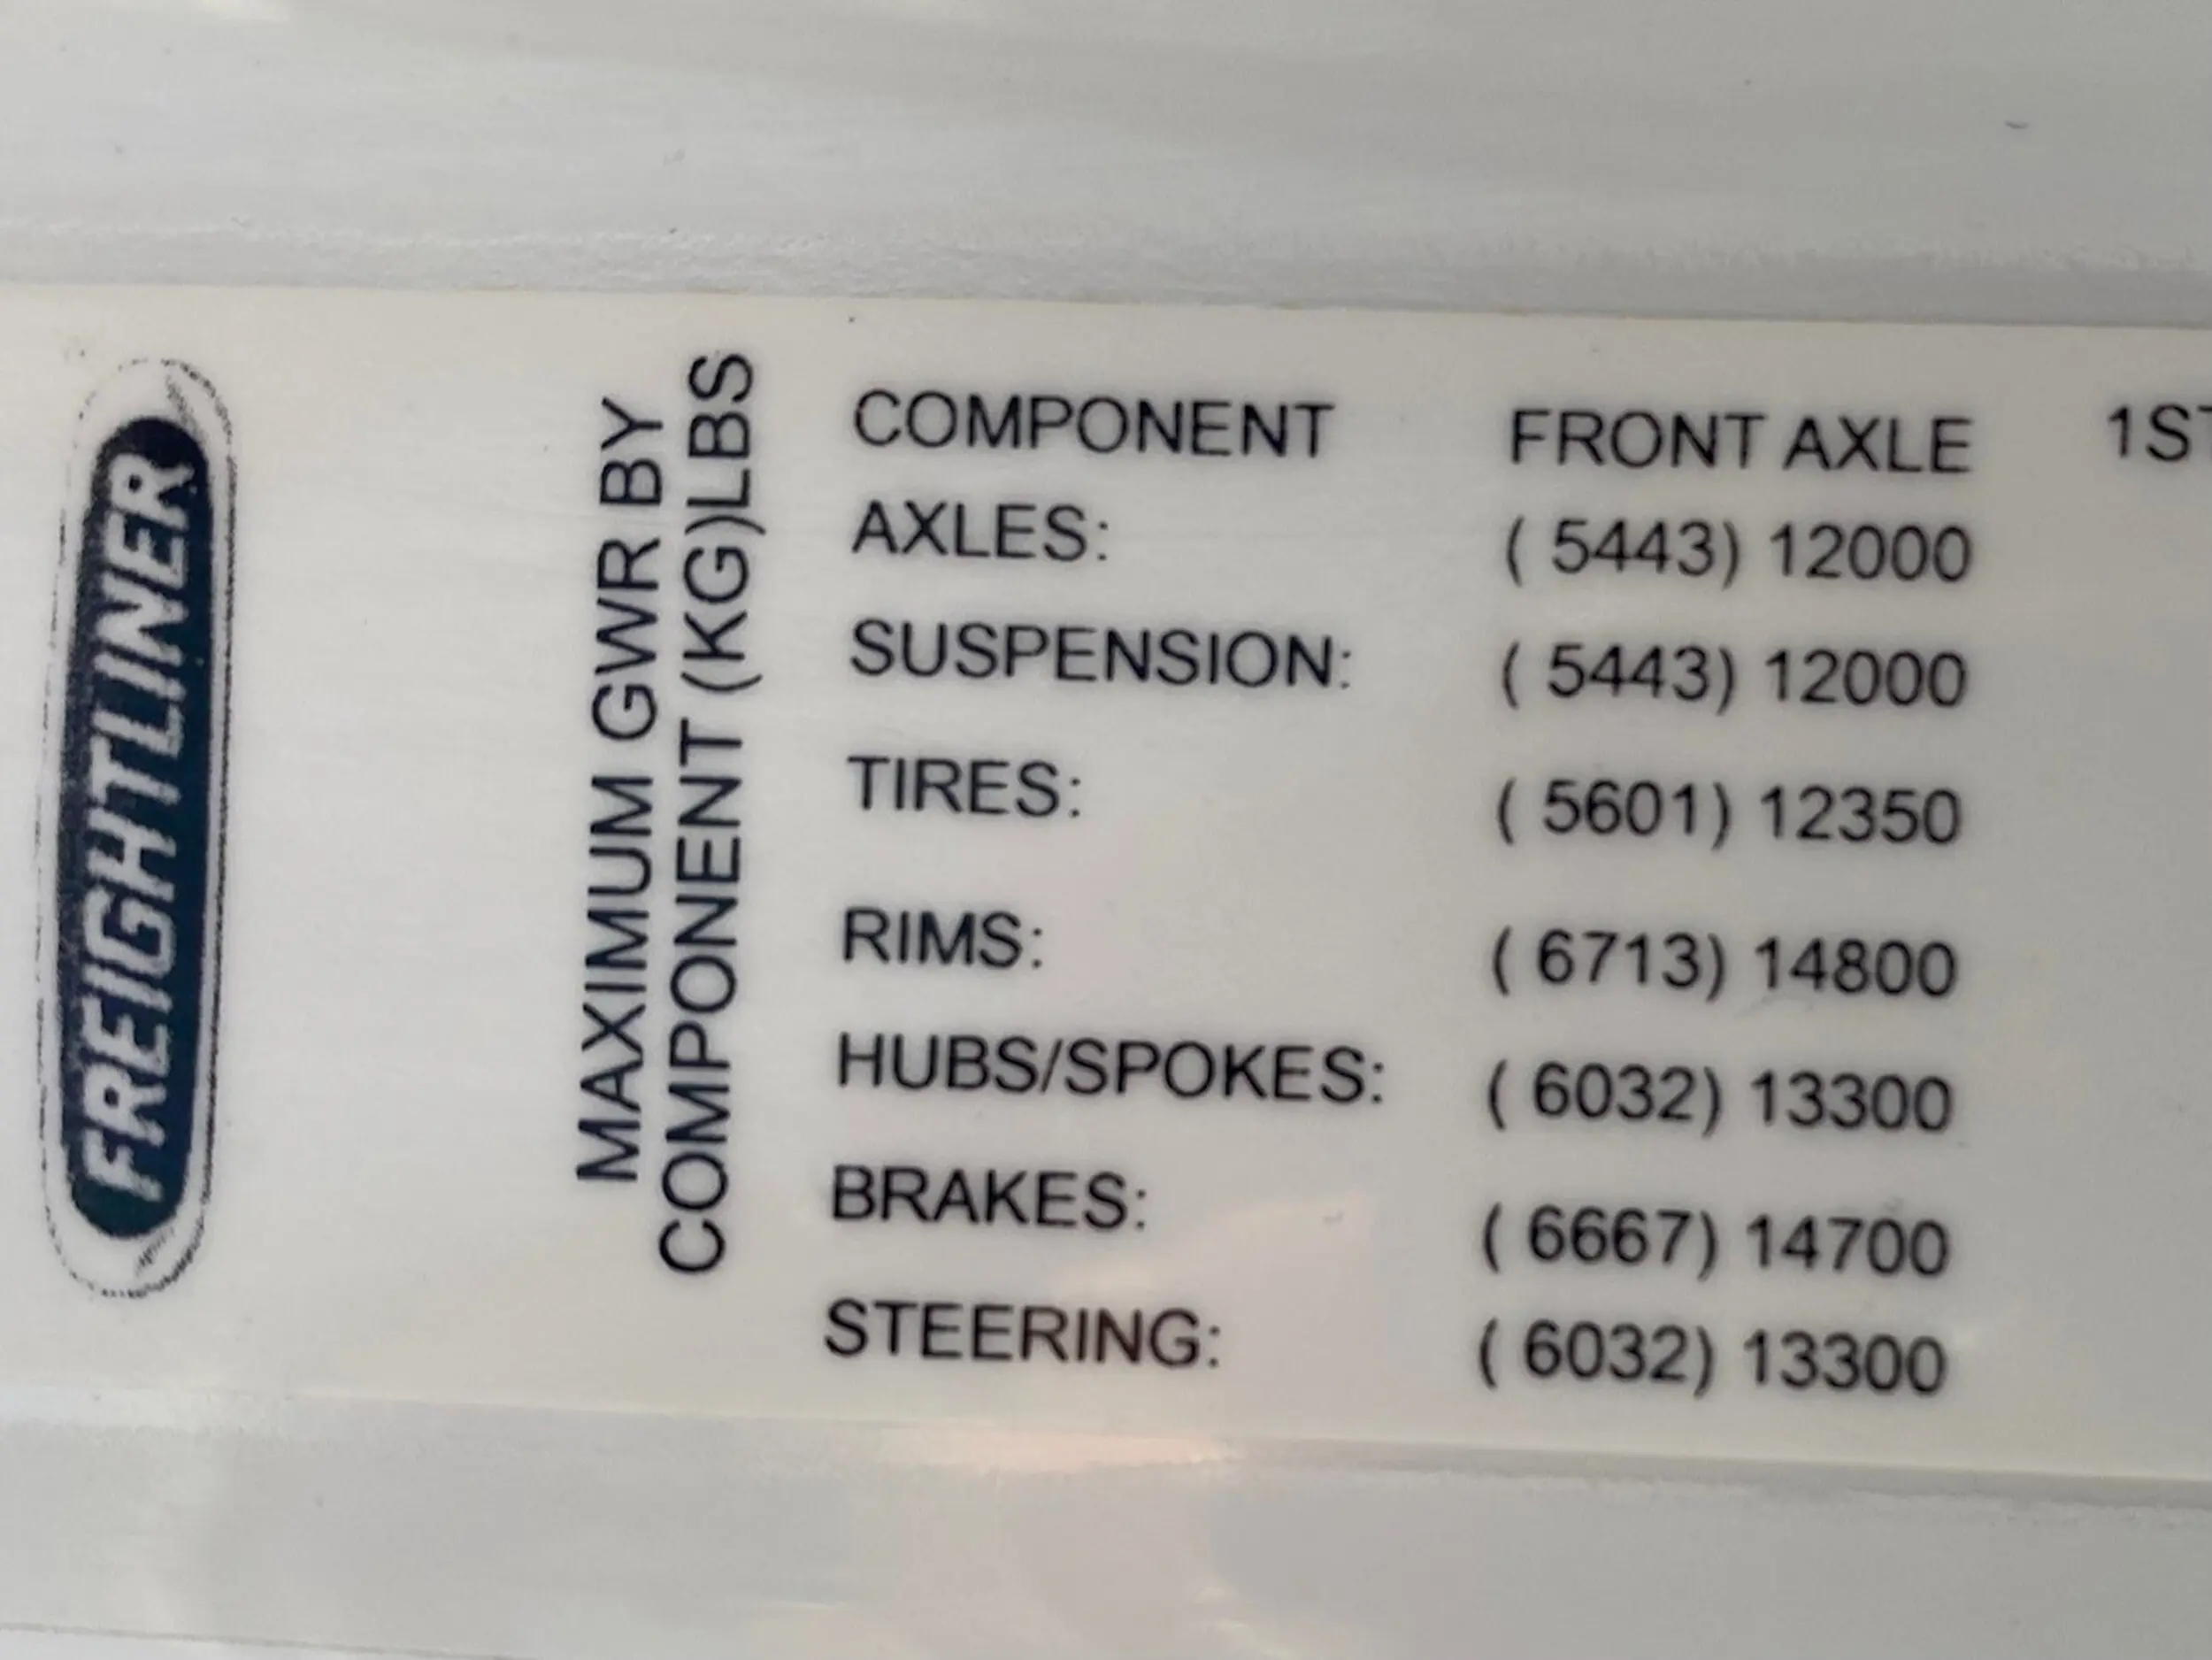 FREIGHTLINER
MAXIMUM GWR BY
COMPONENT (KG)LBS
COMPONENT FRONT AXLE 1ST
AXLES: ( 5443) 12000
SUSPENSION: ( 5443) 12000
TIRES: ( 5601) 12350
RIMS: ( 6713) 14800
HUBS/SPOKES: ( 6032) 13300
BRAKES: ( 6667) 14700
STEERING: ( 6032) 13300